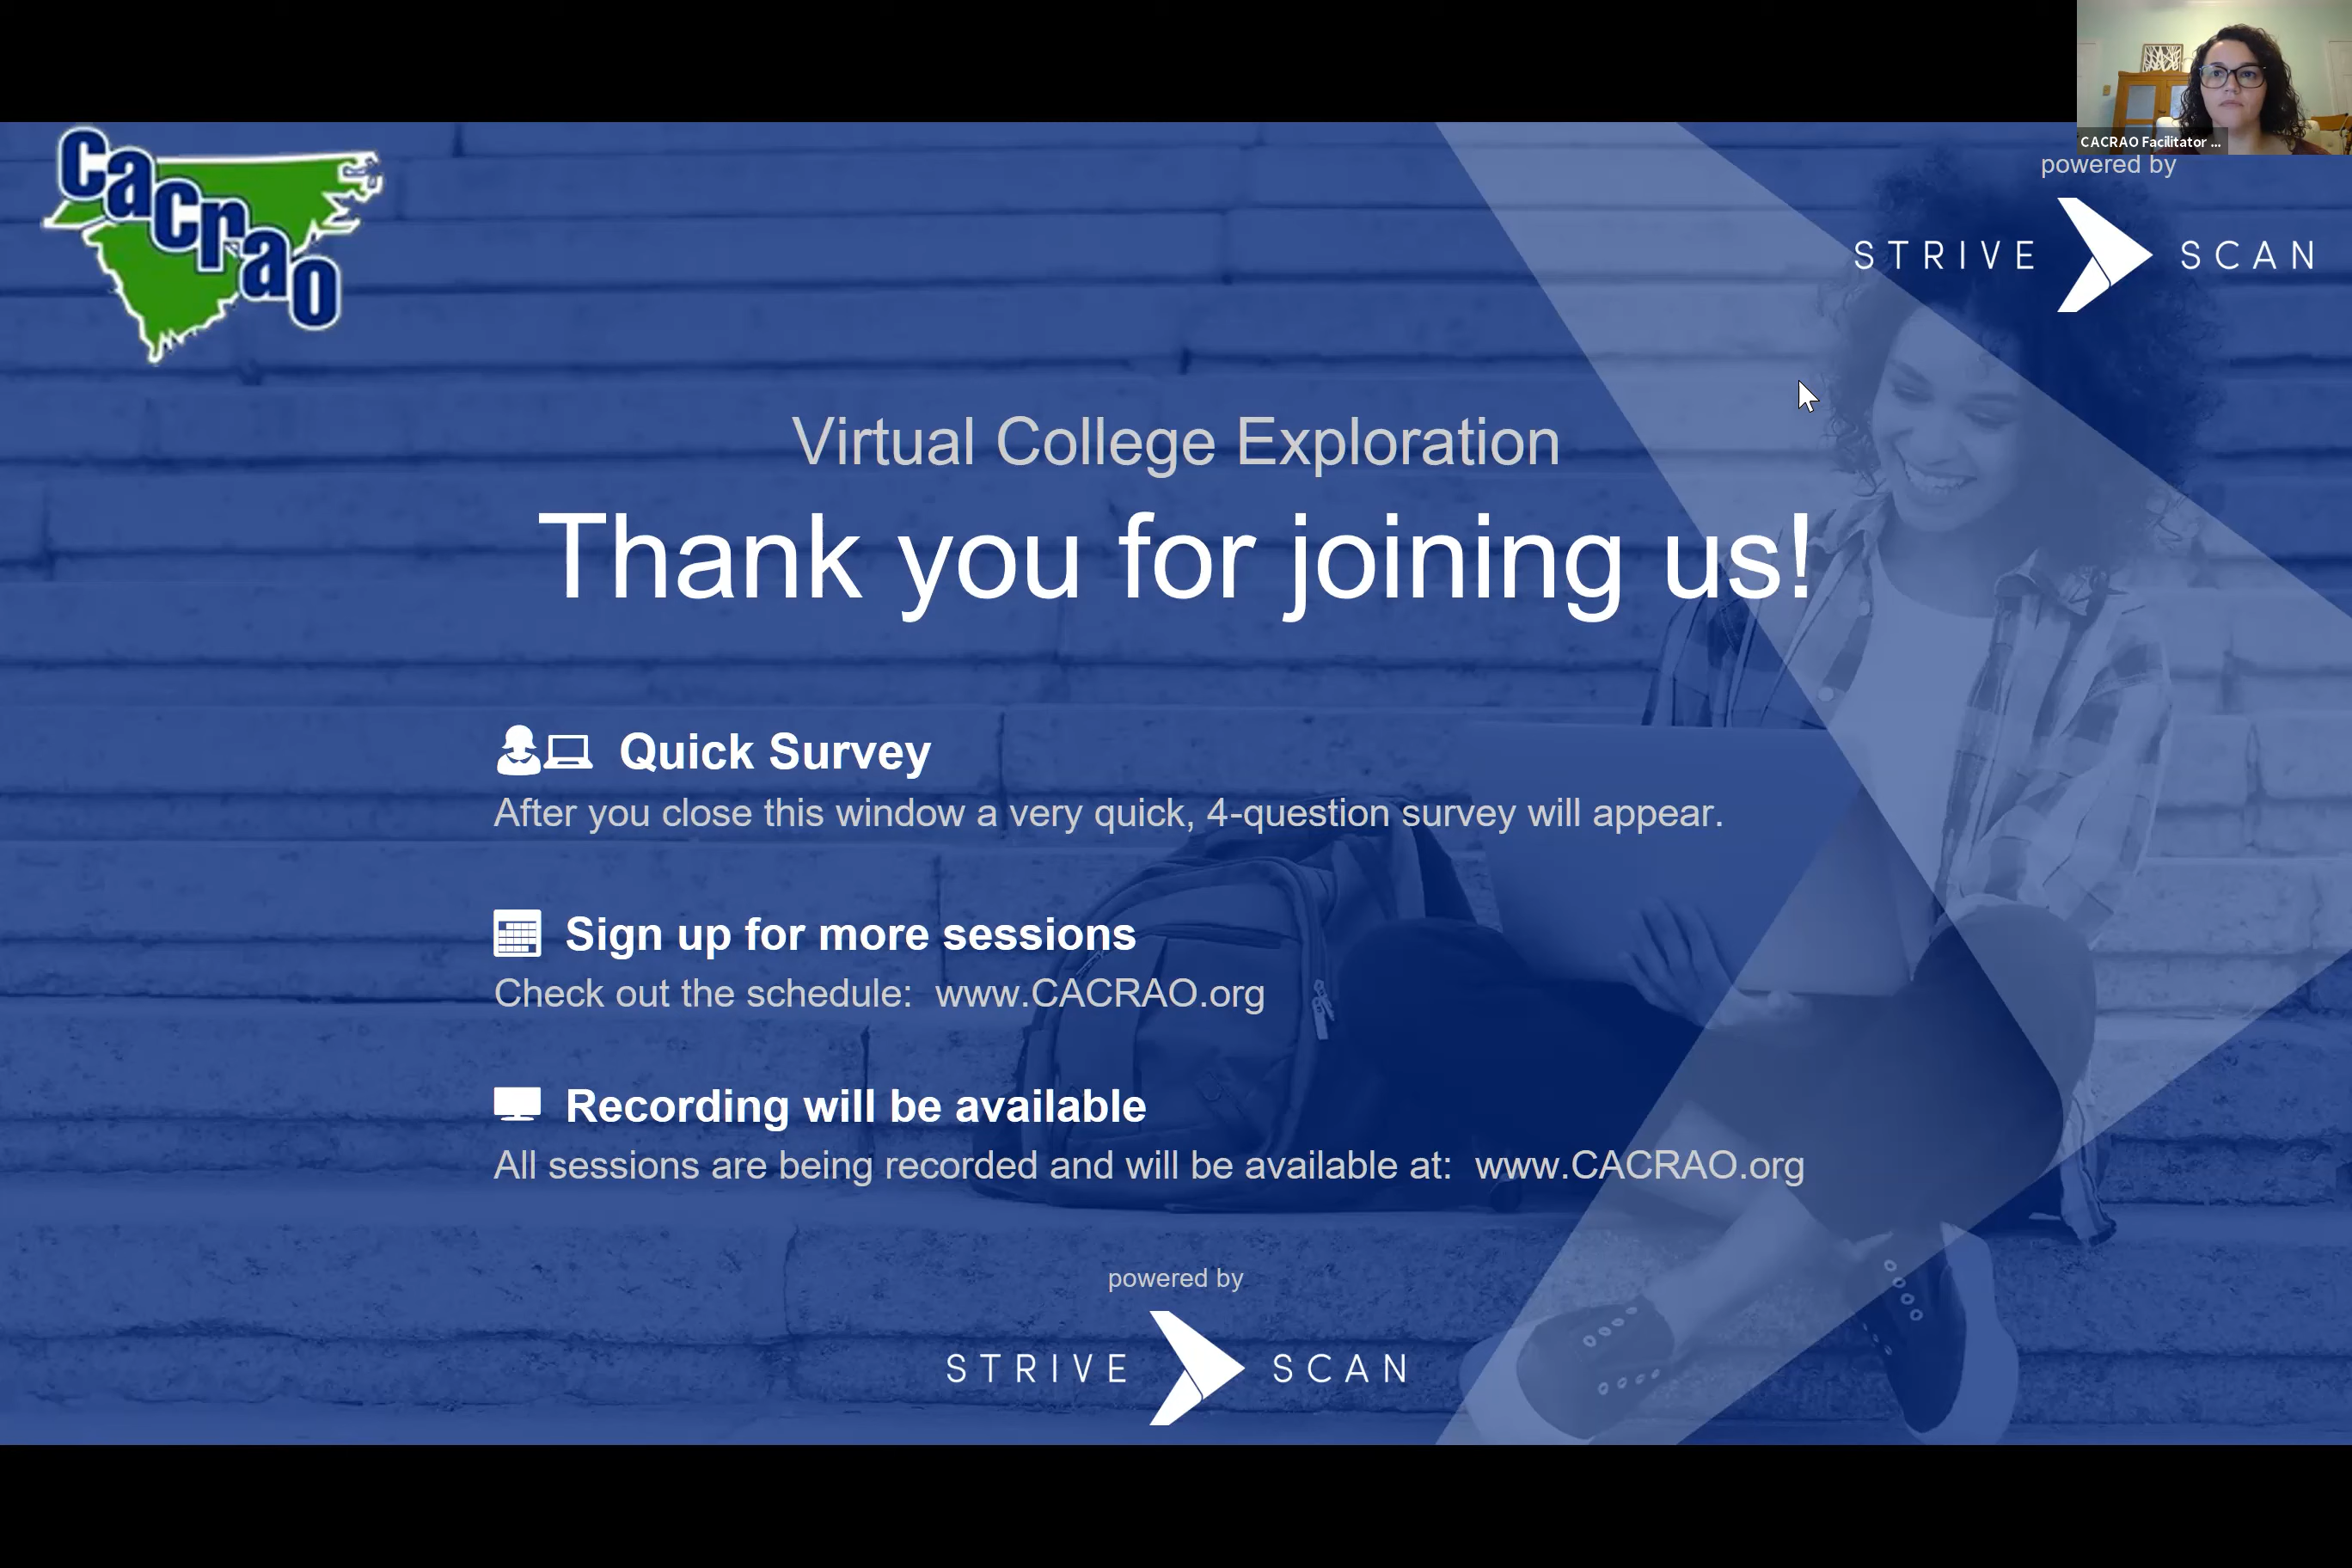 CACRAO Facilitator ...
cacrao
powered by
STRIVE SCAN
Virtual College Exploration
Thank you for joining us!
Quick Survey
After you close this window a very quick, 4-question survey will appear.
Sign up for more sessions
Check out the schedule: www.CACRAO.org
Recording will be available
All sessions are being recorded and will be available at: www.CACRAO.org
powered by
STRIVE SCAN